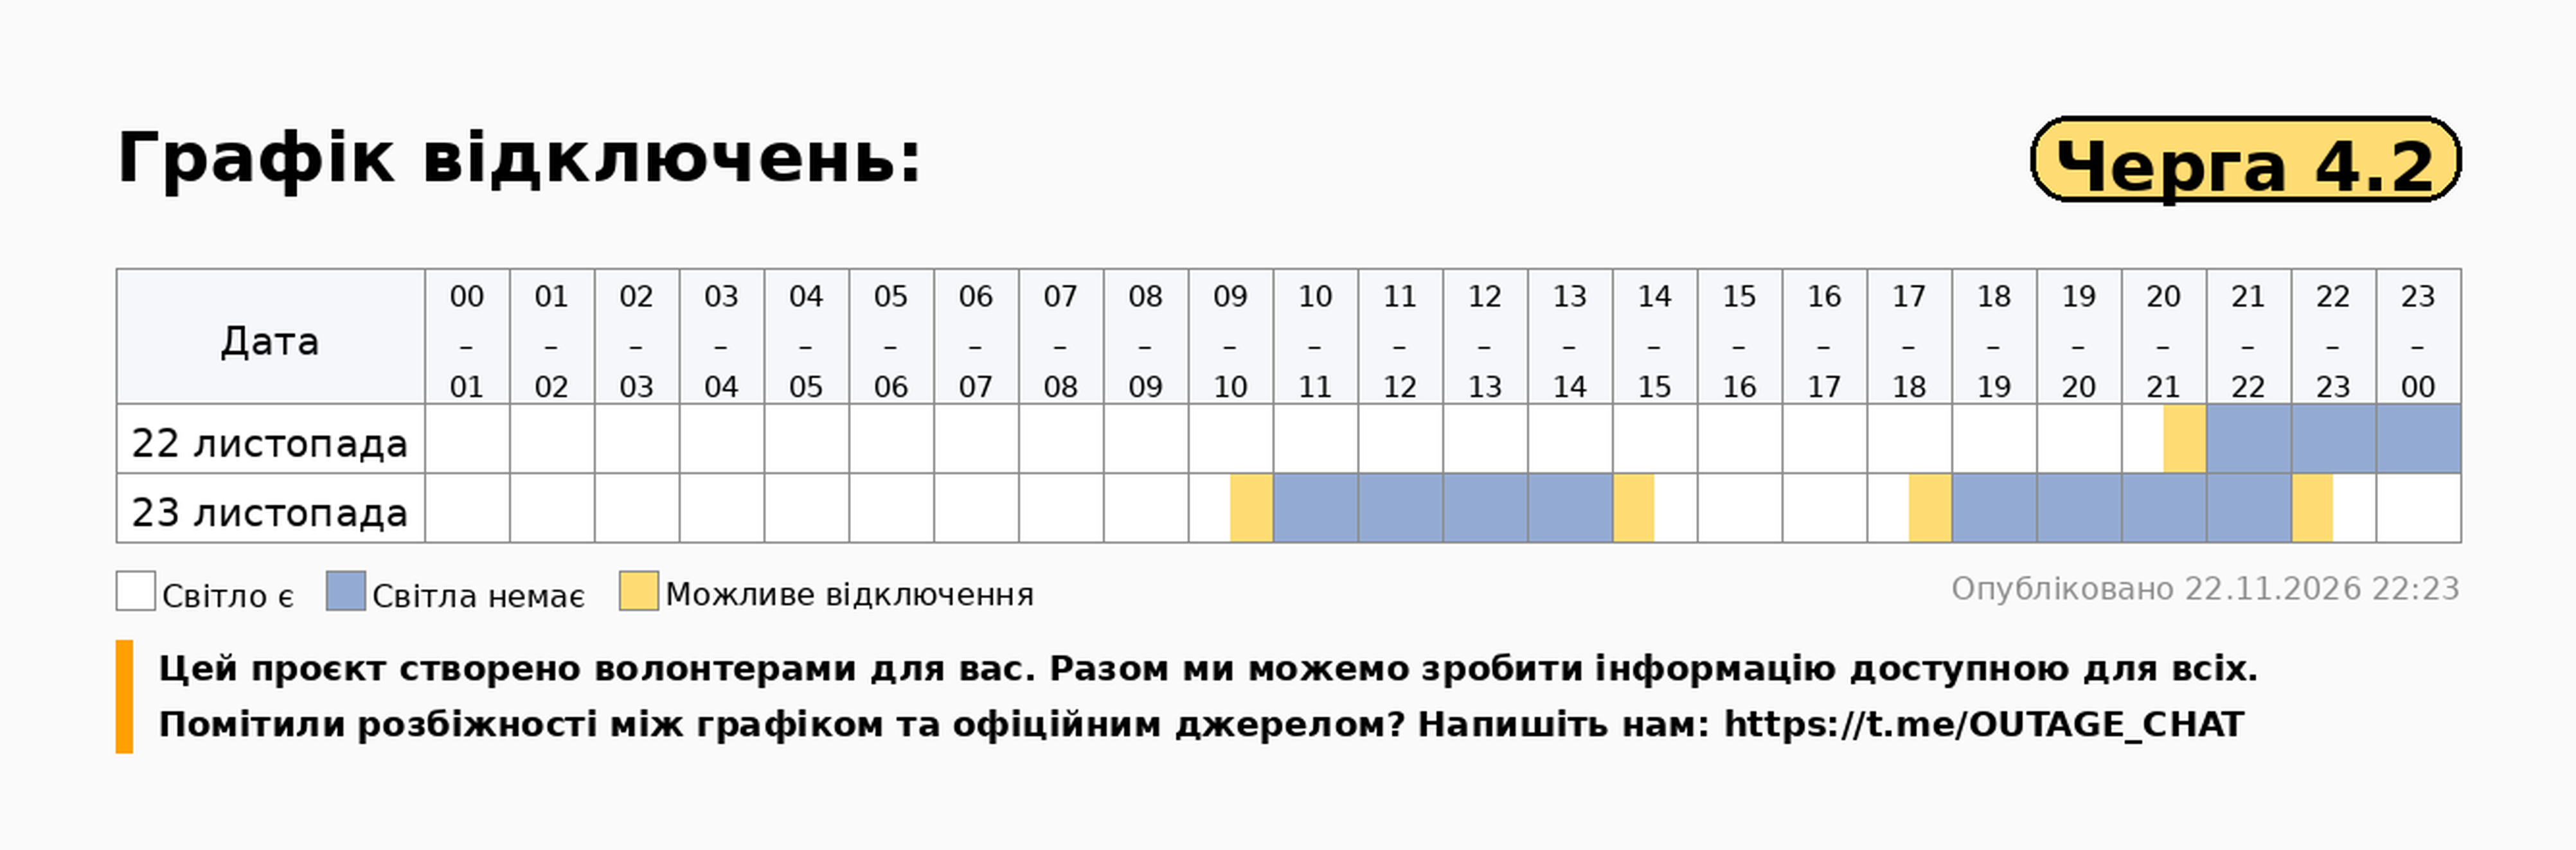 Графік відключень:
Черга 4.2
Дата
00 – 01
01 – 02
02 – 03
03 – 04
04 – 05
05 – 06
06 – 07
07 – 08
08 – 09
09 – 10
10 – 11
11 – 12
12 – 13
13 – 14
14 – 15
15 – 16
16 – 17
17 – 18
18 – 19
19 – 20
20 – 21
21 – 22
22 – 23
23 – 00
22 листопада
23 листопада
Світло є
Світла немає
Можливе відключення
Опубліковано 22.11.2026 22:23
Цей проєкт створено волонтерами для вас. Разом ми можемо зробити інформацію доступною для всіх.
Помітили розбіжності між графіком та офіційним джерелом? Напишіть нам: https://t.me/OUTAGE_CHAT